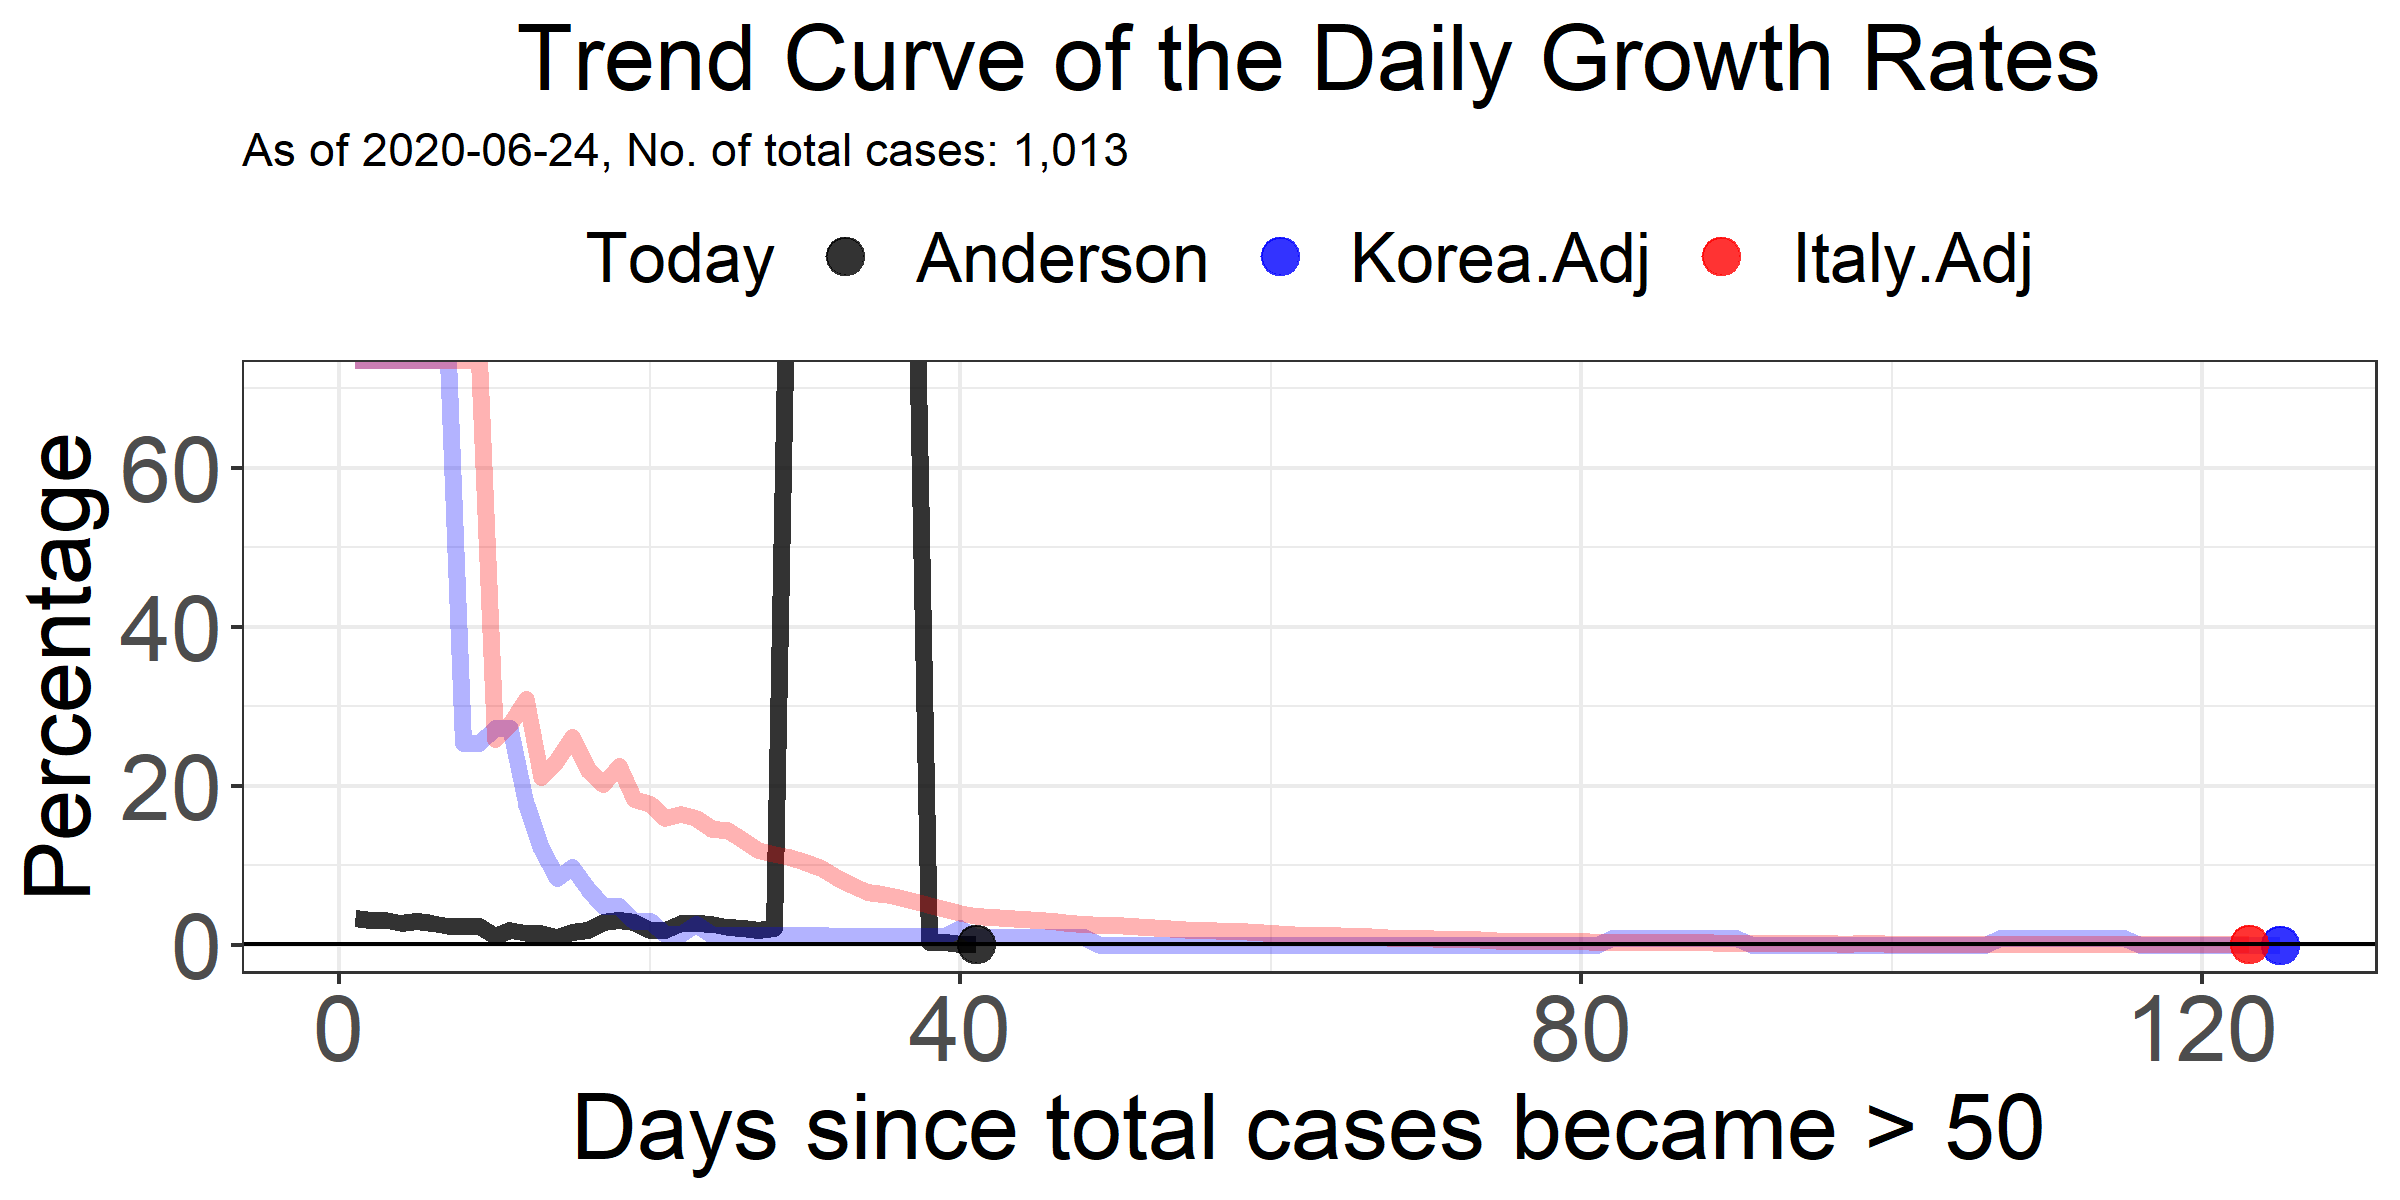 Trend Curve of the Daily Growth Rates
As of 2020-06-24, No. of total cases: 1,013
Today Anderson Korea.Adj Italy.Adj
Percentage
60
40
20
0
0 40 80 120
Days since total cases became > 50